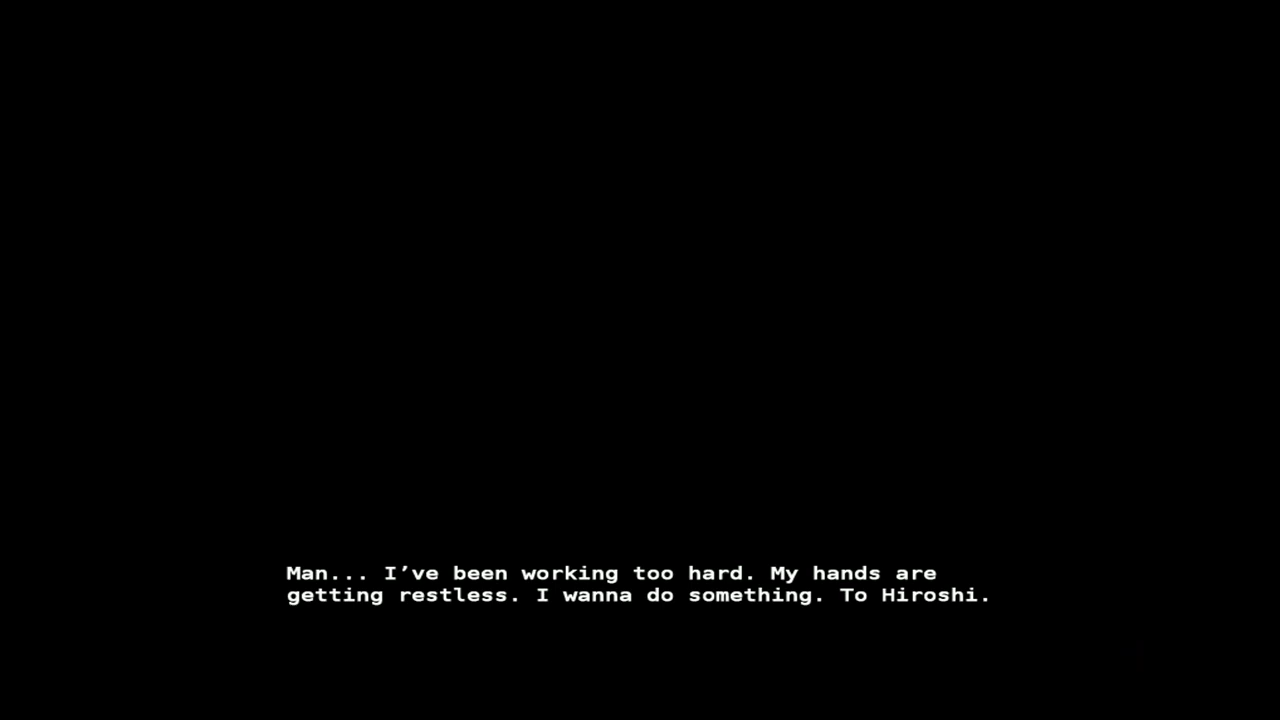 Man... I’ve been working too hard. My hands are
getting restless. I wanna do something. To Hiroshi.